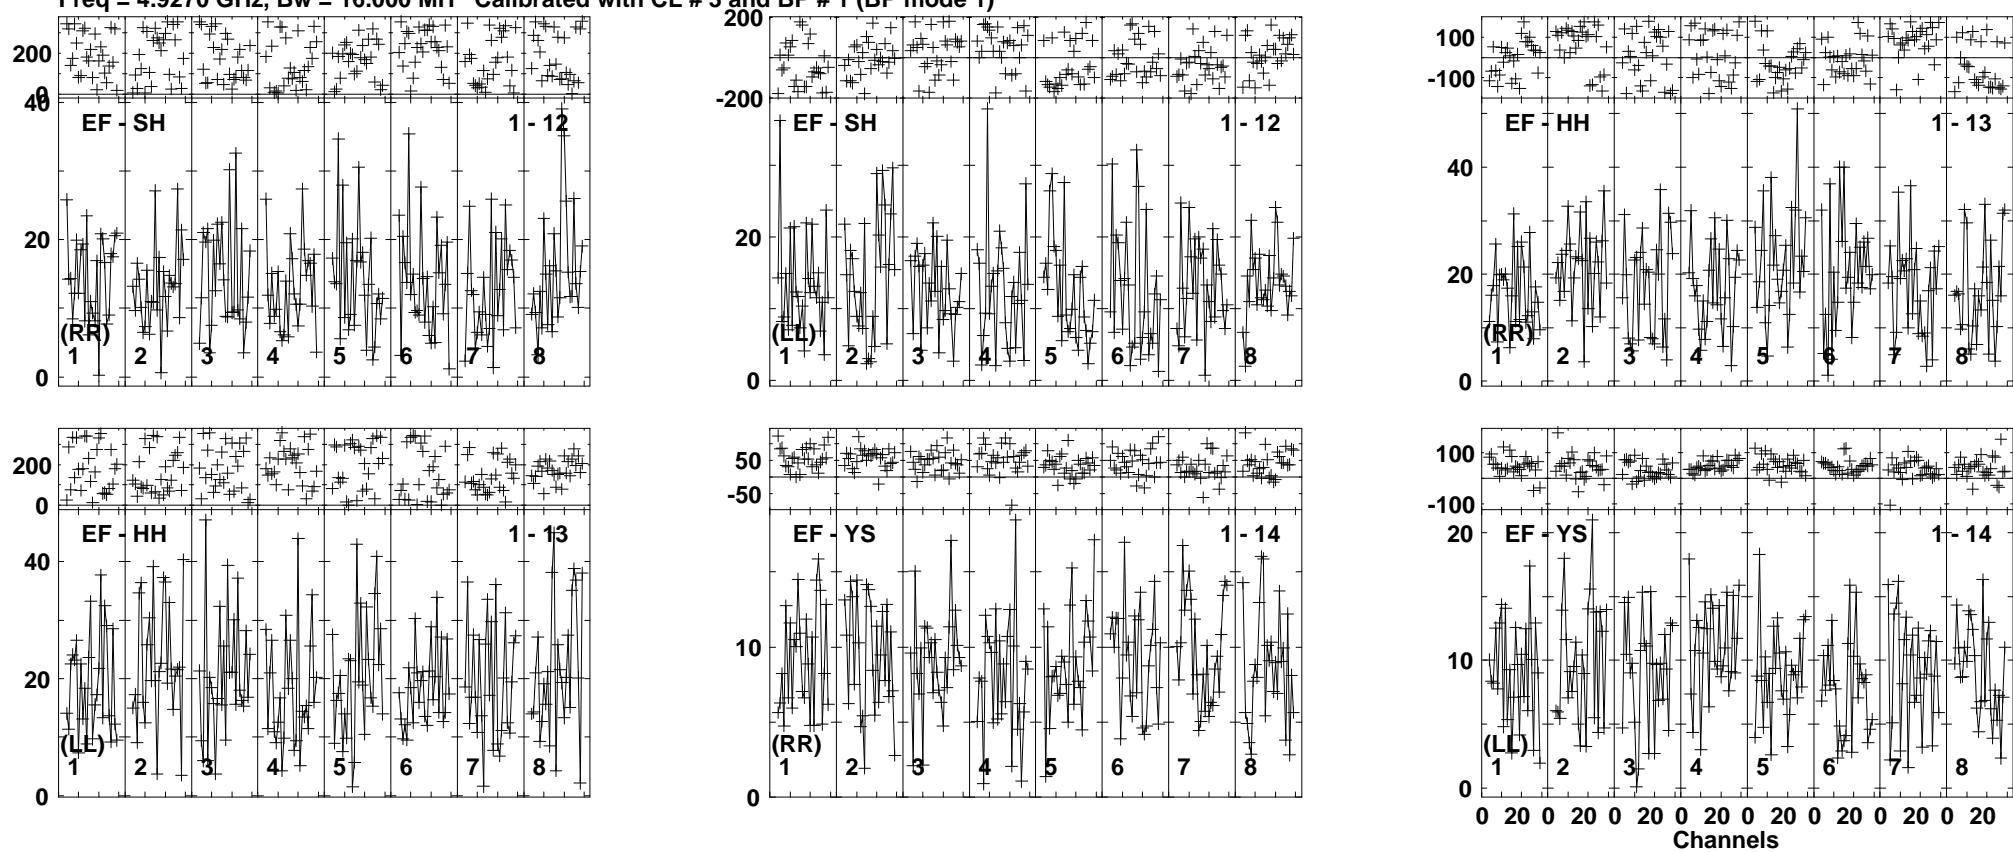 Freq = 4.9270 GHz, Bw = 16.000 MH Calibrated with CL # 3 and BP # 1 (BP mode 1)
200
0
200
-200
100
-100
40
20
0
EF - SH
1 - 12
(RR)
1 2 3 4 5 6 7 8
20
0
EF - SH
1 - 12
(LL)
1 2 3 4 5 6 7 8
40
20
0
EF - HH
1 - 13
(RR)
1 2 3 4 5 6 7 8
200
0
50
-50
100
-100
40
20
0
EF - HH
1 - 13
(LL)
1 2 3 4 5 6 7 8
10
0
EF - YS
1 - 14
(RR)
1 2 3 4 5 6 7 8
20
10
0
EF - YS
1 - 14
(LL)
1 2 3 4 5 6 7 8
0 20 0 20 0 20 0 20 0 20 0 20 0 20 0 20
Channels